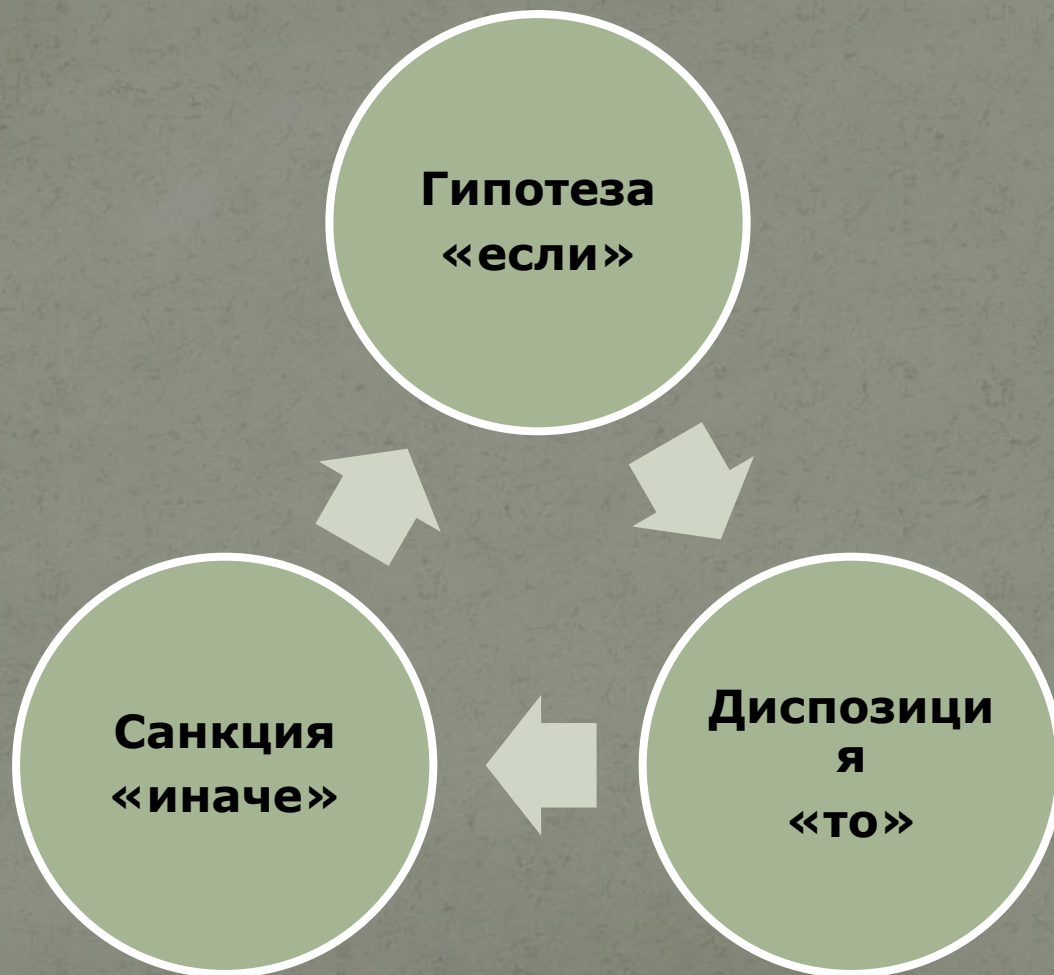 Гипотеза
«если»
Диспозици
я
«то»
Санкция
«иначе»